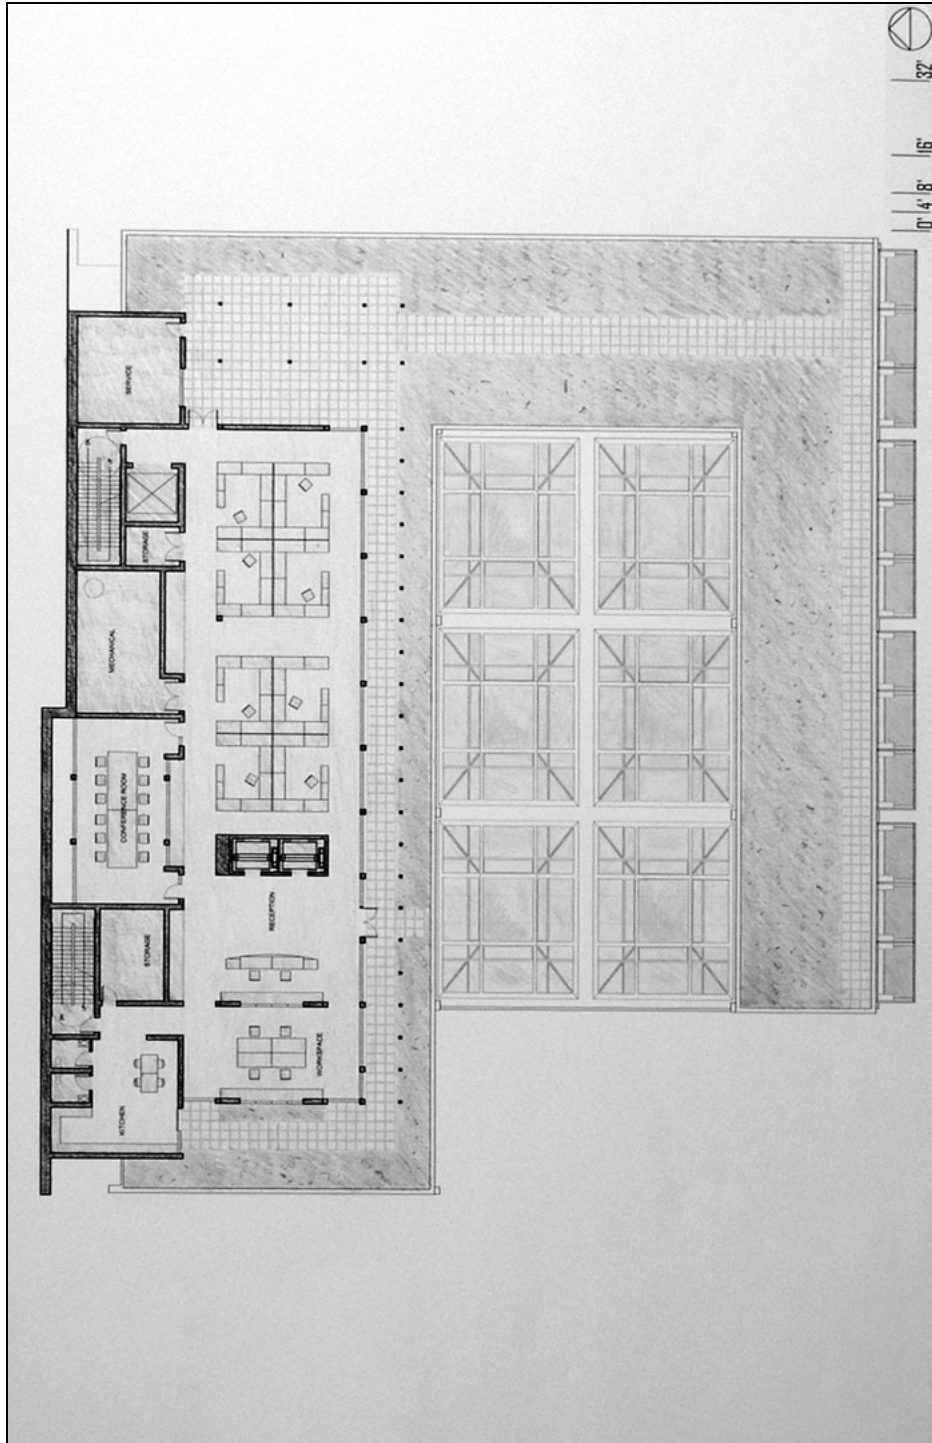 SERVICE
STORAGE
MECHANICAL
CONFERENCE ROOM
STORAGE
KITCHEN
RECEPTION
WORKSPACE
0' 4' 8' 16' 32'